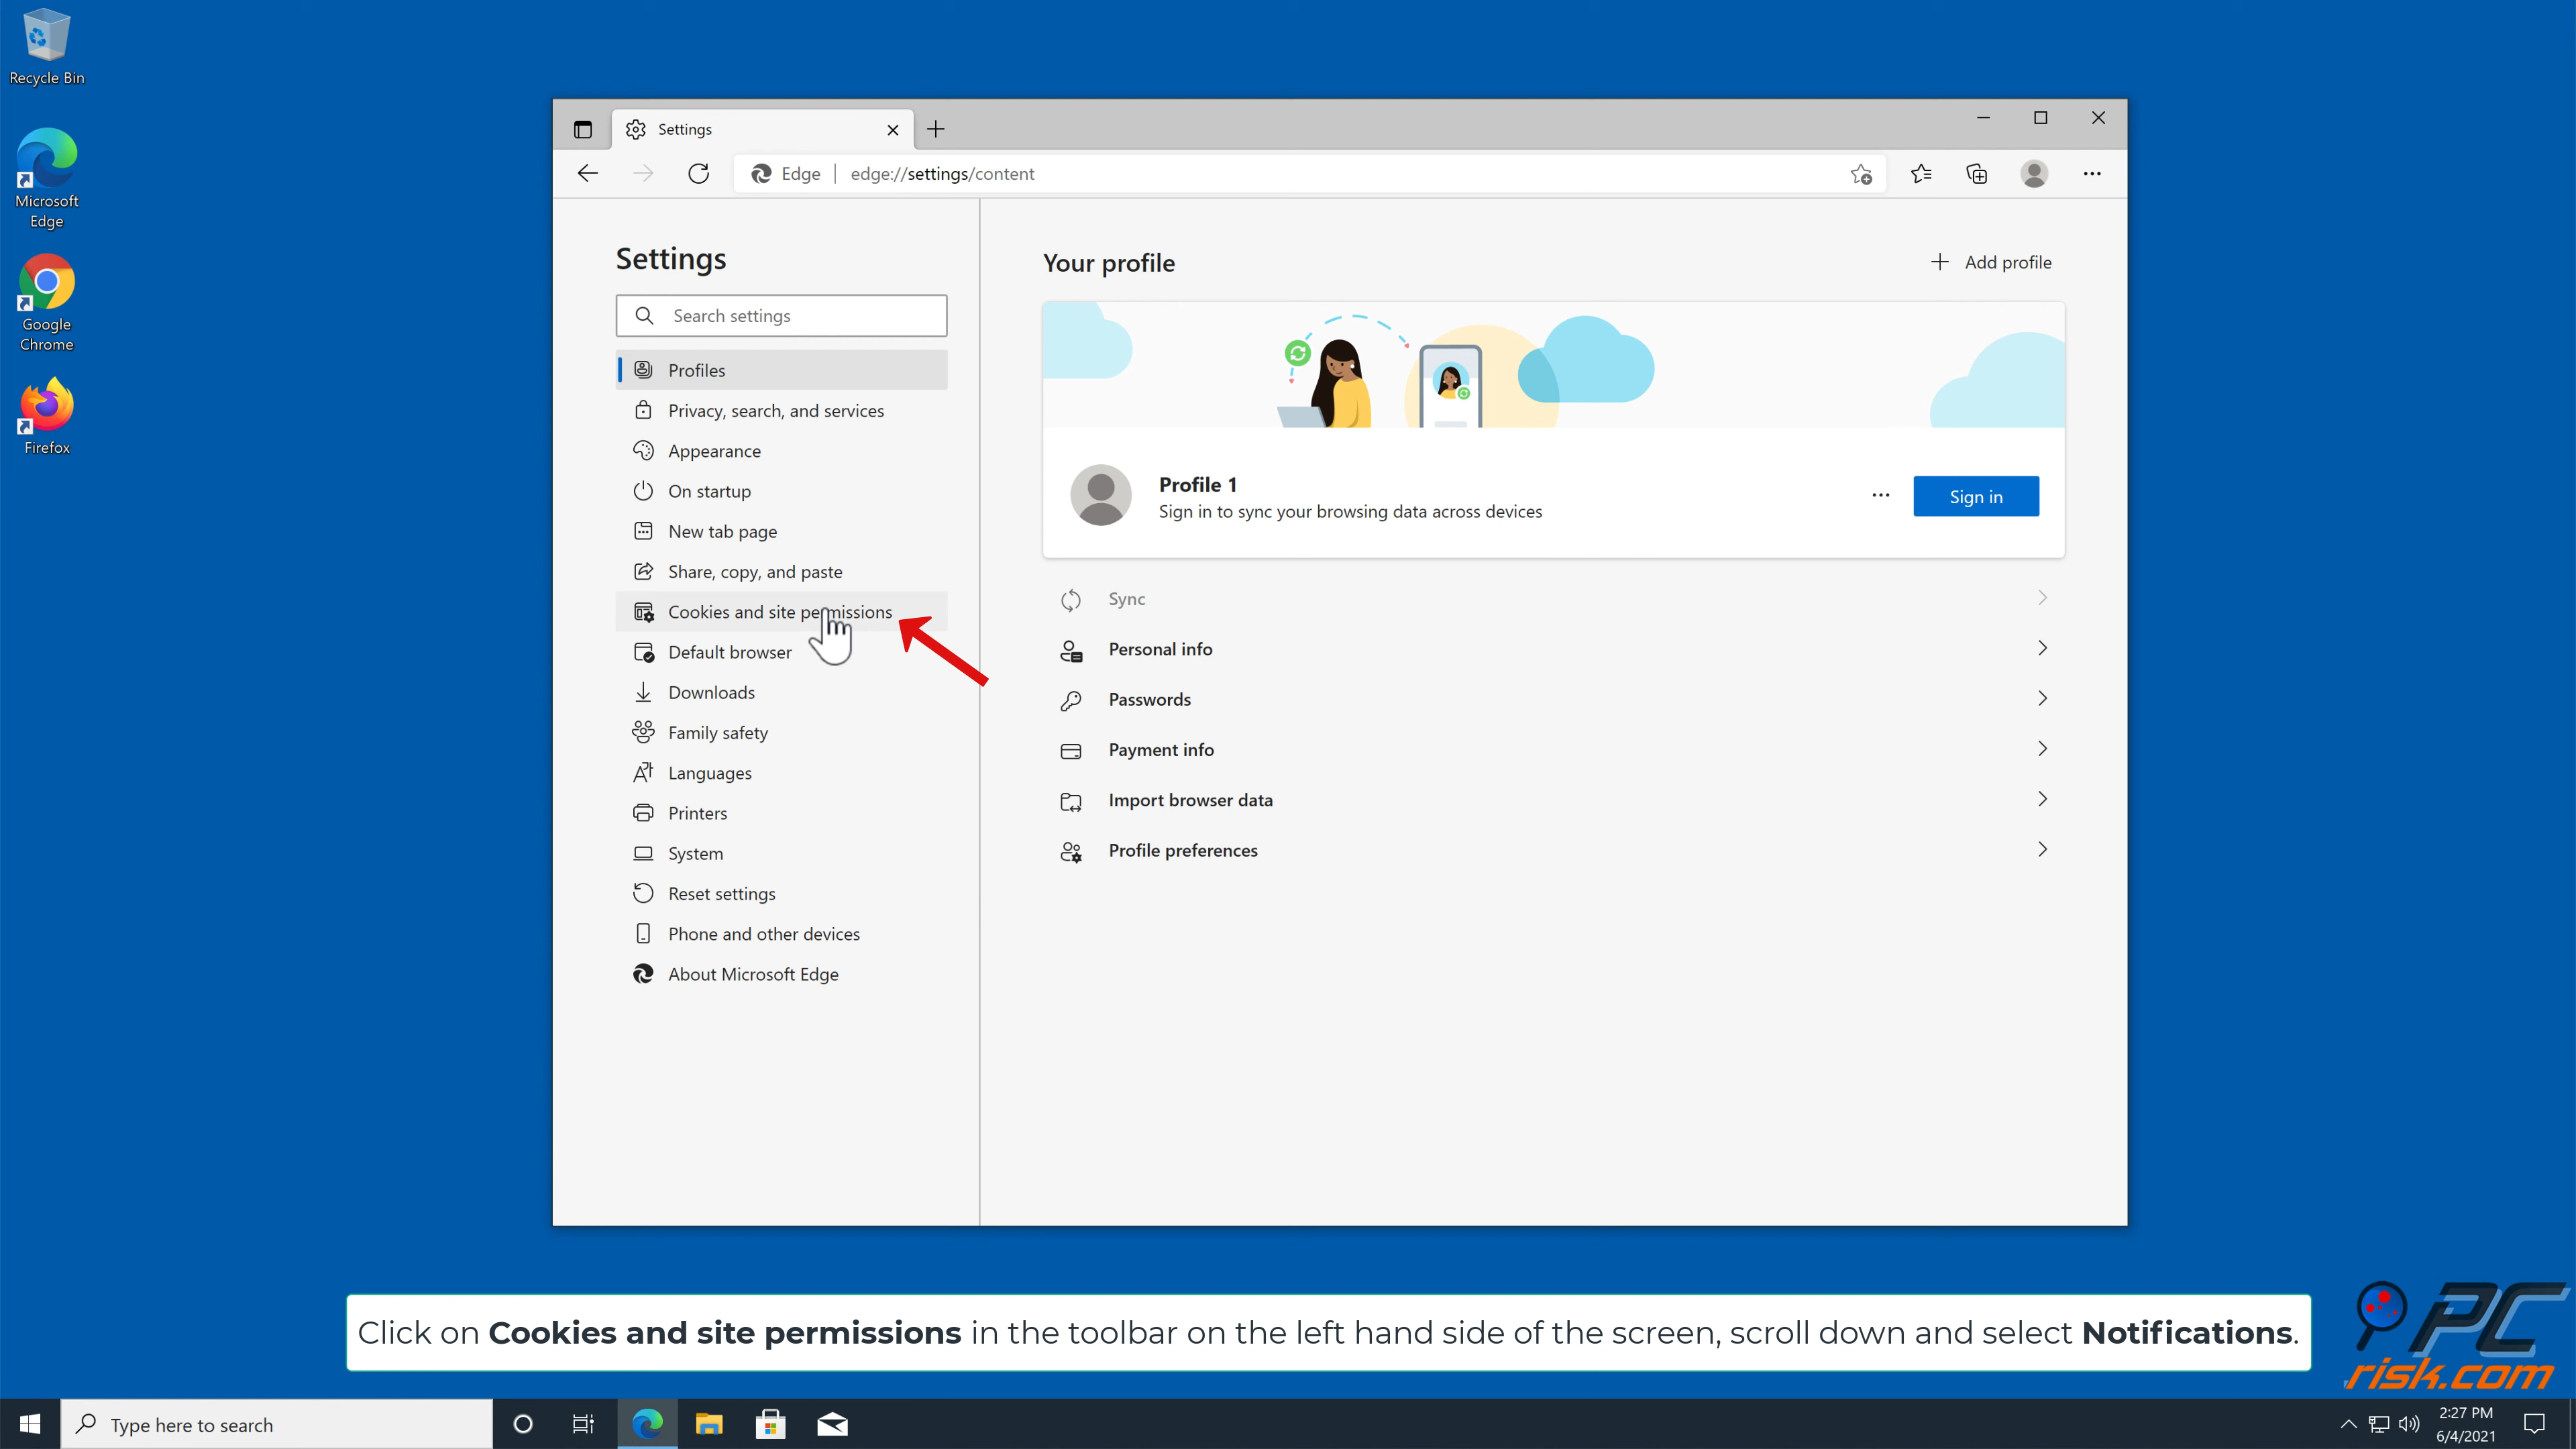 Recycle Bin
Microsoft
Edge
Google
Chrome
Firefox
Settings
Edge
edge://settings/content
Settings
Search settings
Profiles
Privacy, search, and services
Appearance
On startup
New tab page
Share, copy, and paste
Cookies and site permissions
Default browser
Downloads
Family safety
Languages
Printers
System
Reset settings
Phone and other devices
About Microsoft Edge
Your profile
Add profile
Profile 1
Sign in to sync your browsing data across devices
Sign in
Sync
Personal info
Passwords
Payment info
Import browser data
Profile preferences
Click on Cookies and site permissions in the toolbar on the left hand side of the screen, scroll down and select Notifications.
PC
risk.com
Type here to search
2:27 PM
6/4/2021